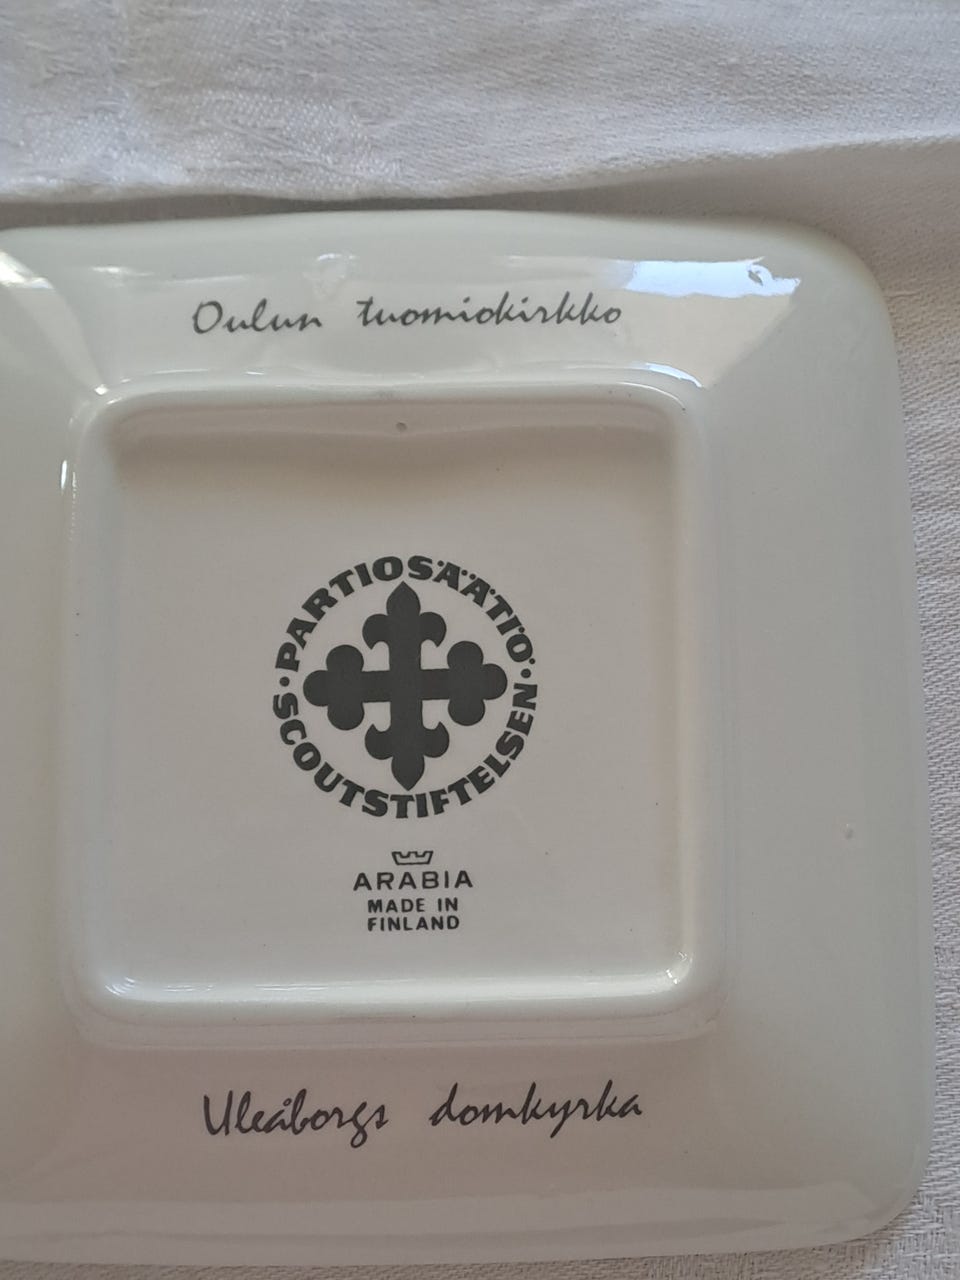 Oulun tuomiokirkko
PARTIOSÄÄTIÖ
SCOUTSTIFTELSEN
ARABIA
MADE IN
FINLAND
Uleåborgs domkyrka